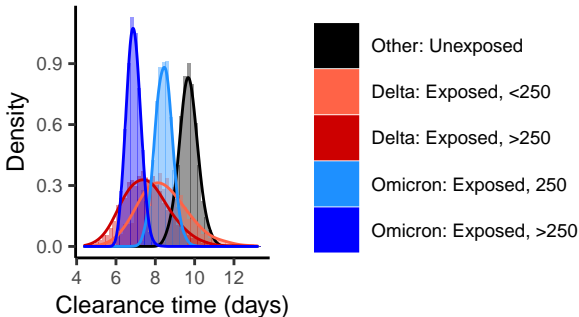 Density
0.9
0.6
0.3
0.0
4 6 8 10 12
Clearance time (days)
Other: Unexposed
Delta: Exposed, <250
Delta: Exposed, >250
Omicron: Exposed, 250
Omicron: Exposed, >250